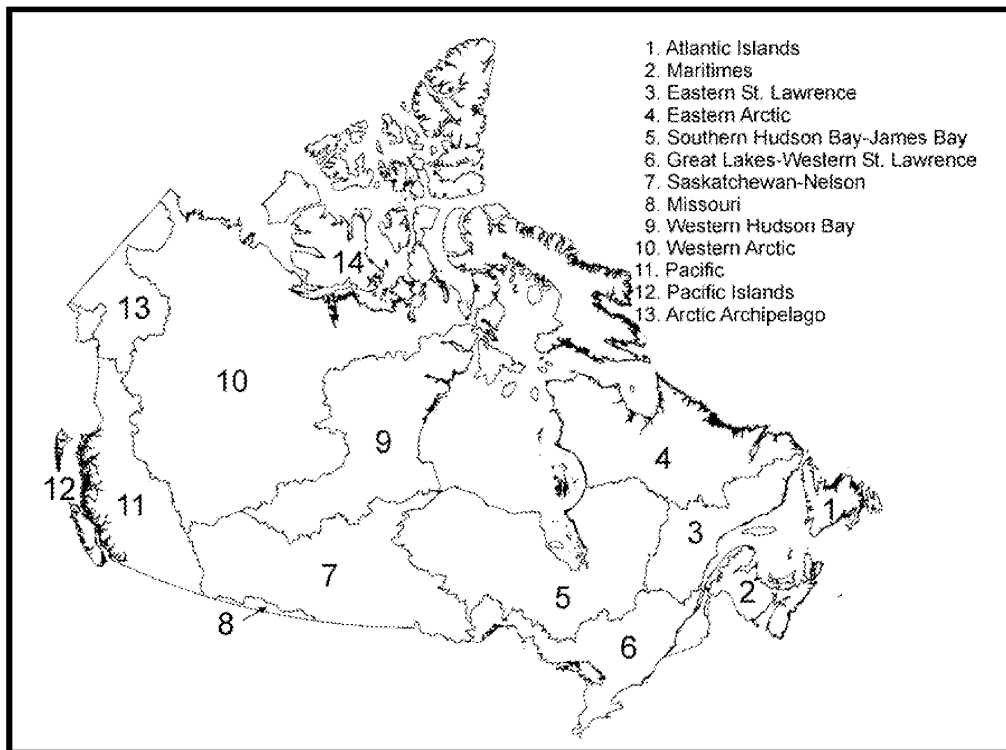 1. Atlantic Islands
2. Maritimes
3. Eastern St. Lawrence
4. Eastern Arctic
5. Southern Hudson Bay-James Bay
6. Great Lakes-Western St. Lawrence
7. Saskatchewan-Nelson
8. Missouri
9. Western Hudson Bay
10. Western Arctic
11. Pacific
12. Pacific Islands
13. Arctic Archipelago
14
13
10
9
4
12
11
1
3
7
5
2
8
6